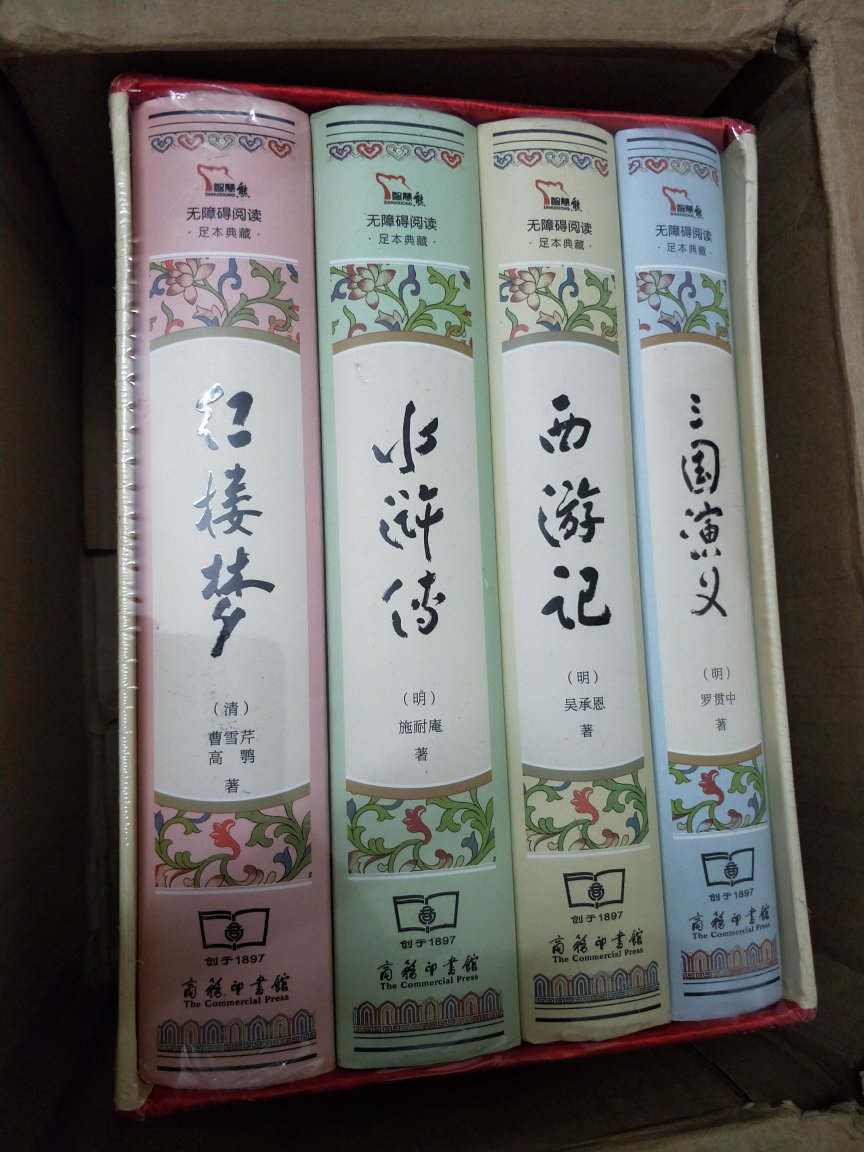 智慧熊
ZHIHUIXIONG
无障碍阅读
·足本典藏·
红楼梦
（清）
曹雪芹
高鹗
著
创于1897
商务印书馆
The Commercial Press
智慧熊
ZHIHUIXIONG
无障碍阅读
·足本典藏·
水浒传
（明）
施耐庵
著
创于1897
商务印书馆
The Commercial Press
智慧熊
ZHIHUIXIONG
无障碍阅读
·足本典藏·
西游记
（明）
吴承恩
著
创于1897
商务印书馆
The Commercial Press
智慧熊
ZHIHUIXIONG
无障碍阅读
·足本典藏·
三国演义
（明）
罗贯中
著
创于1897
商务印书馆
The Commercial Press